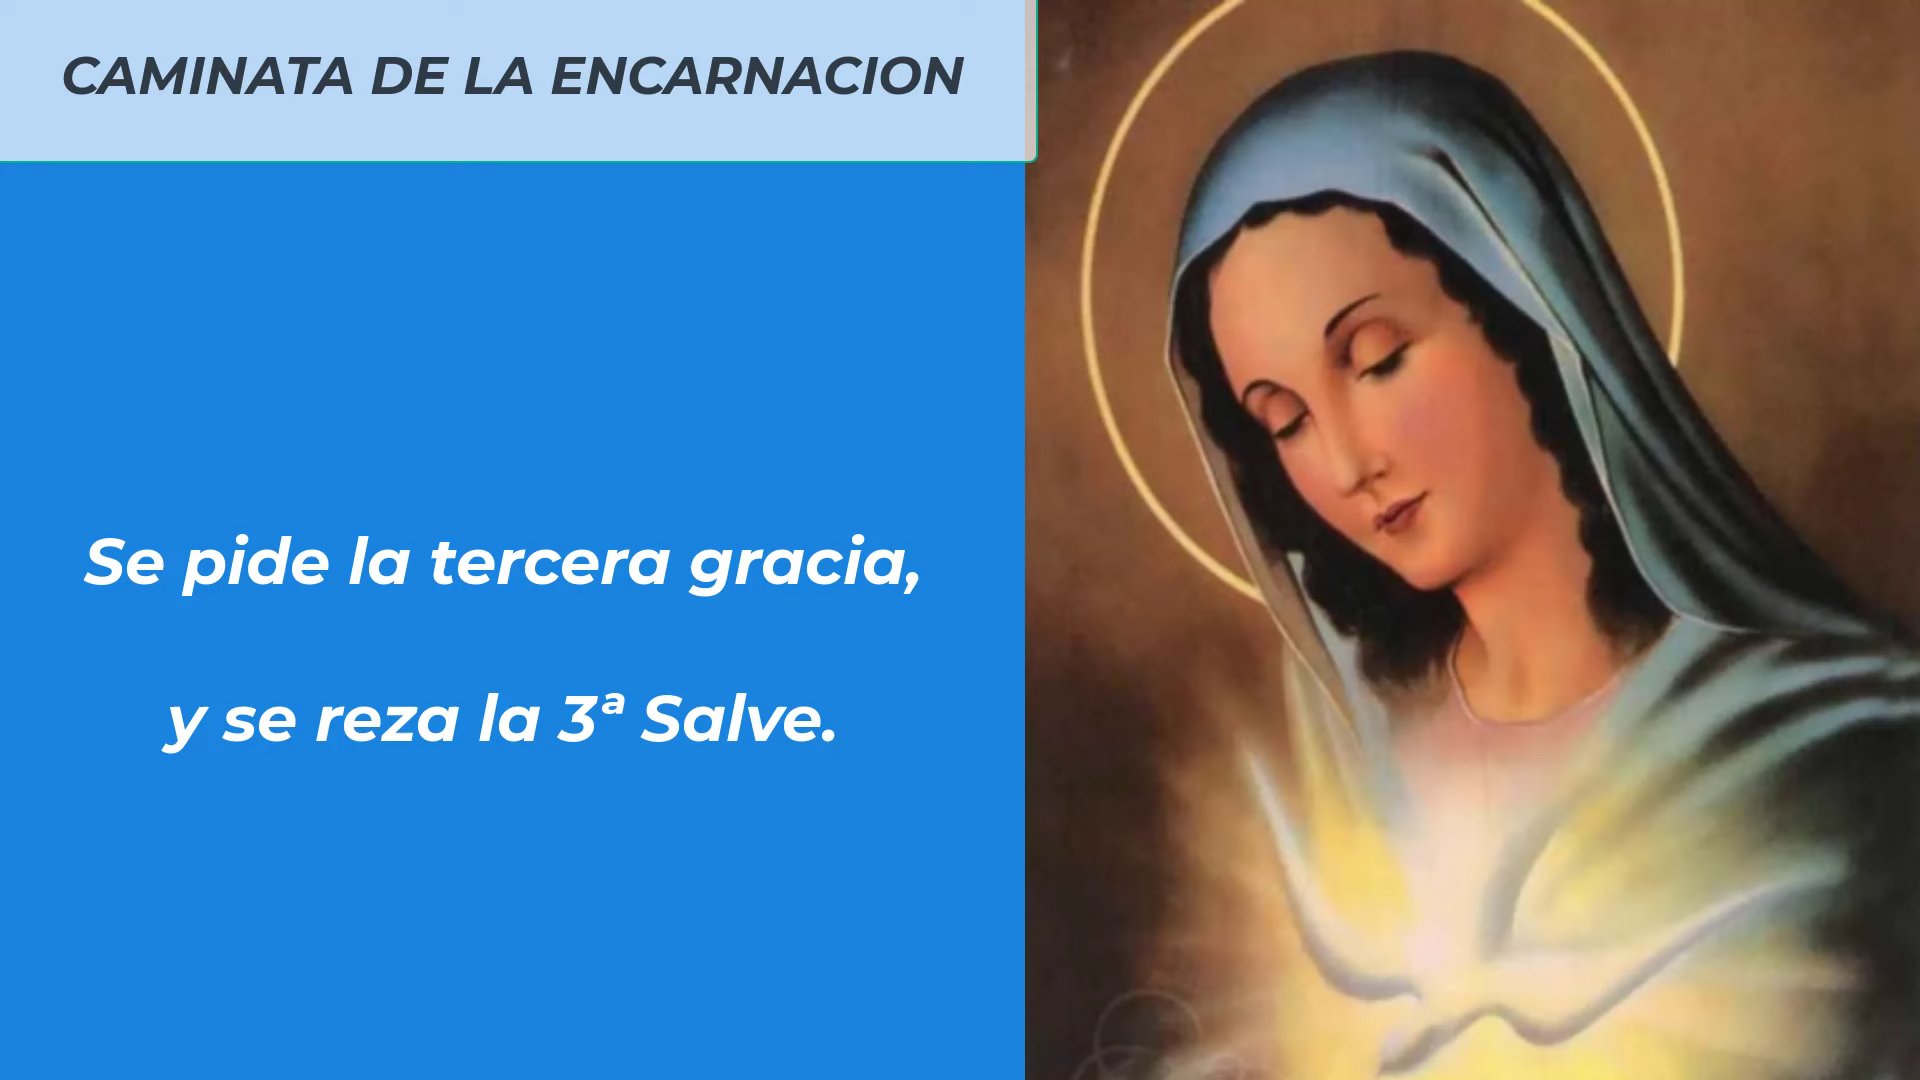 CAMINATA DE LA ENCARNACION
Se pide la tercera gracia,
y se reza la 3ª Salve.